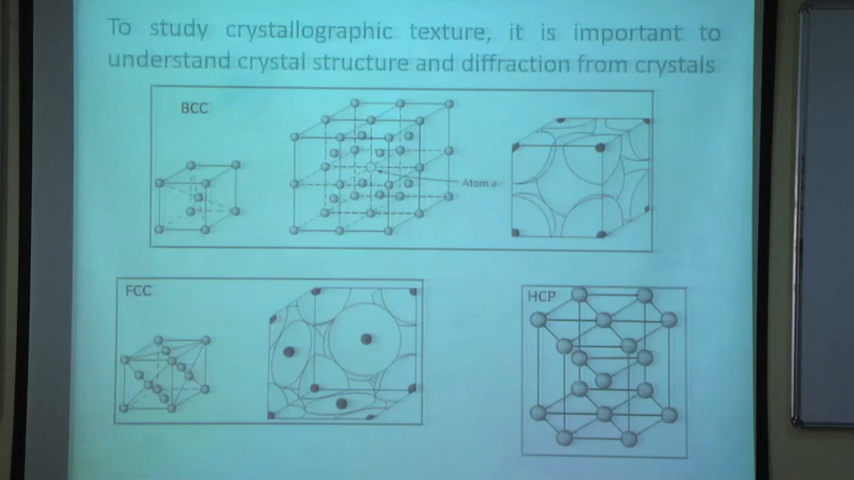 To study crystallographic texture, it is important to
understand crystal structure and diffraction from crystals
BCC
Atom a
FCC
HCP